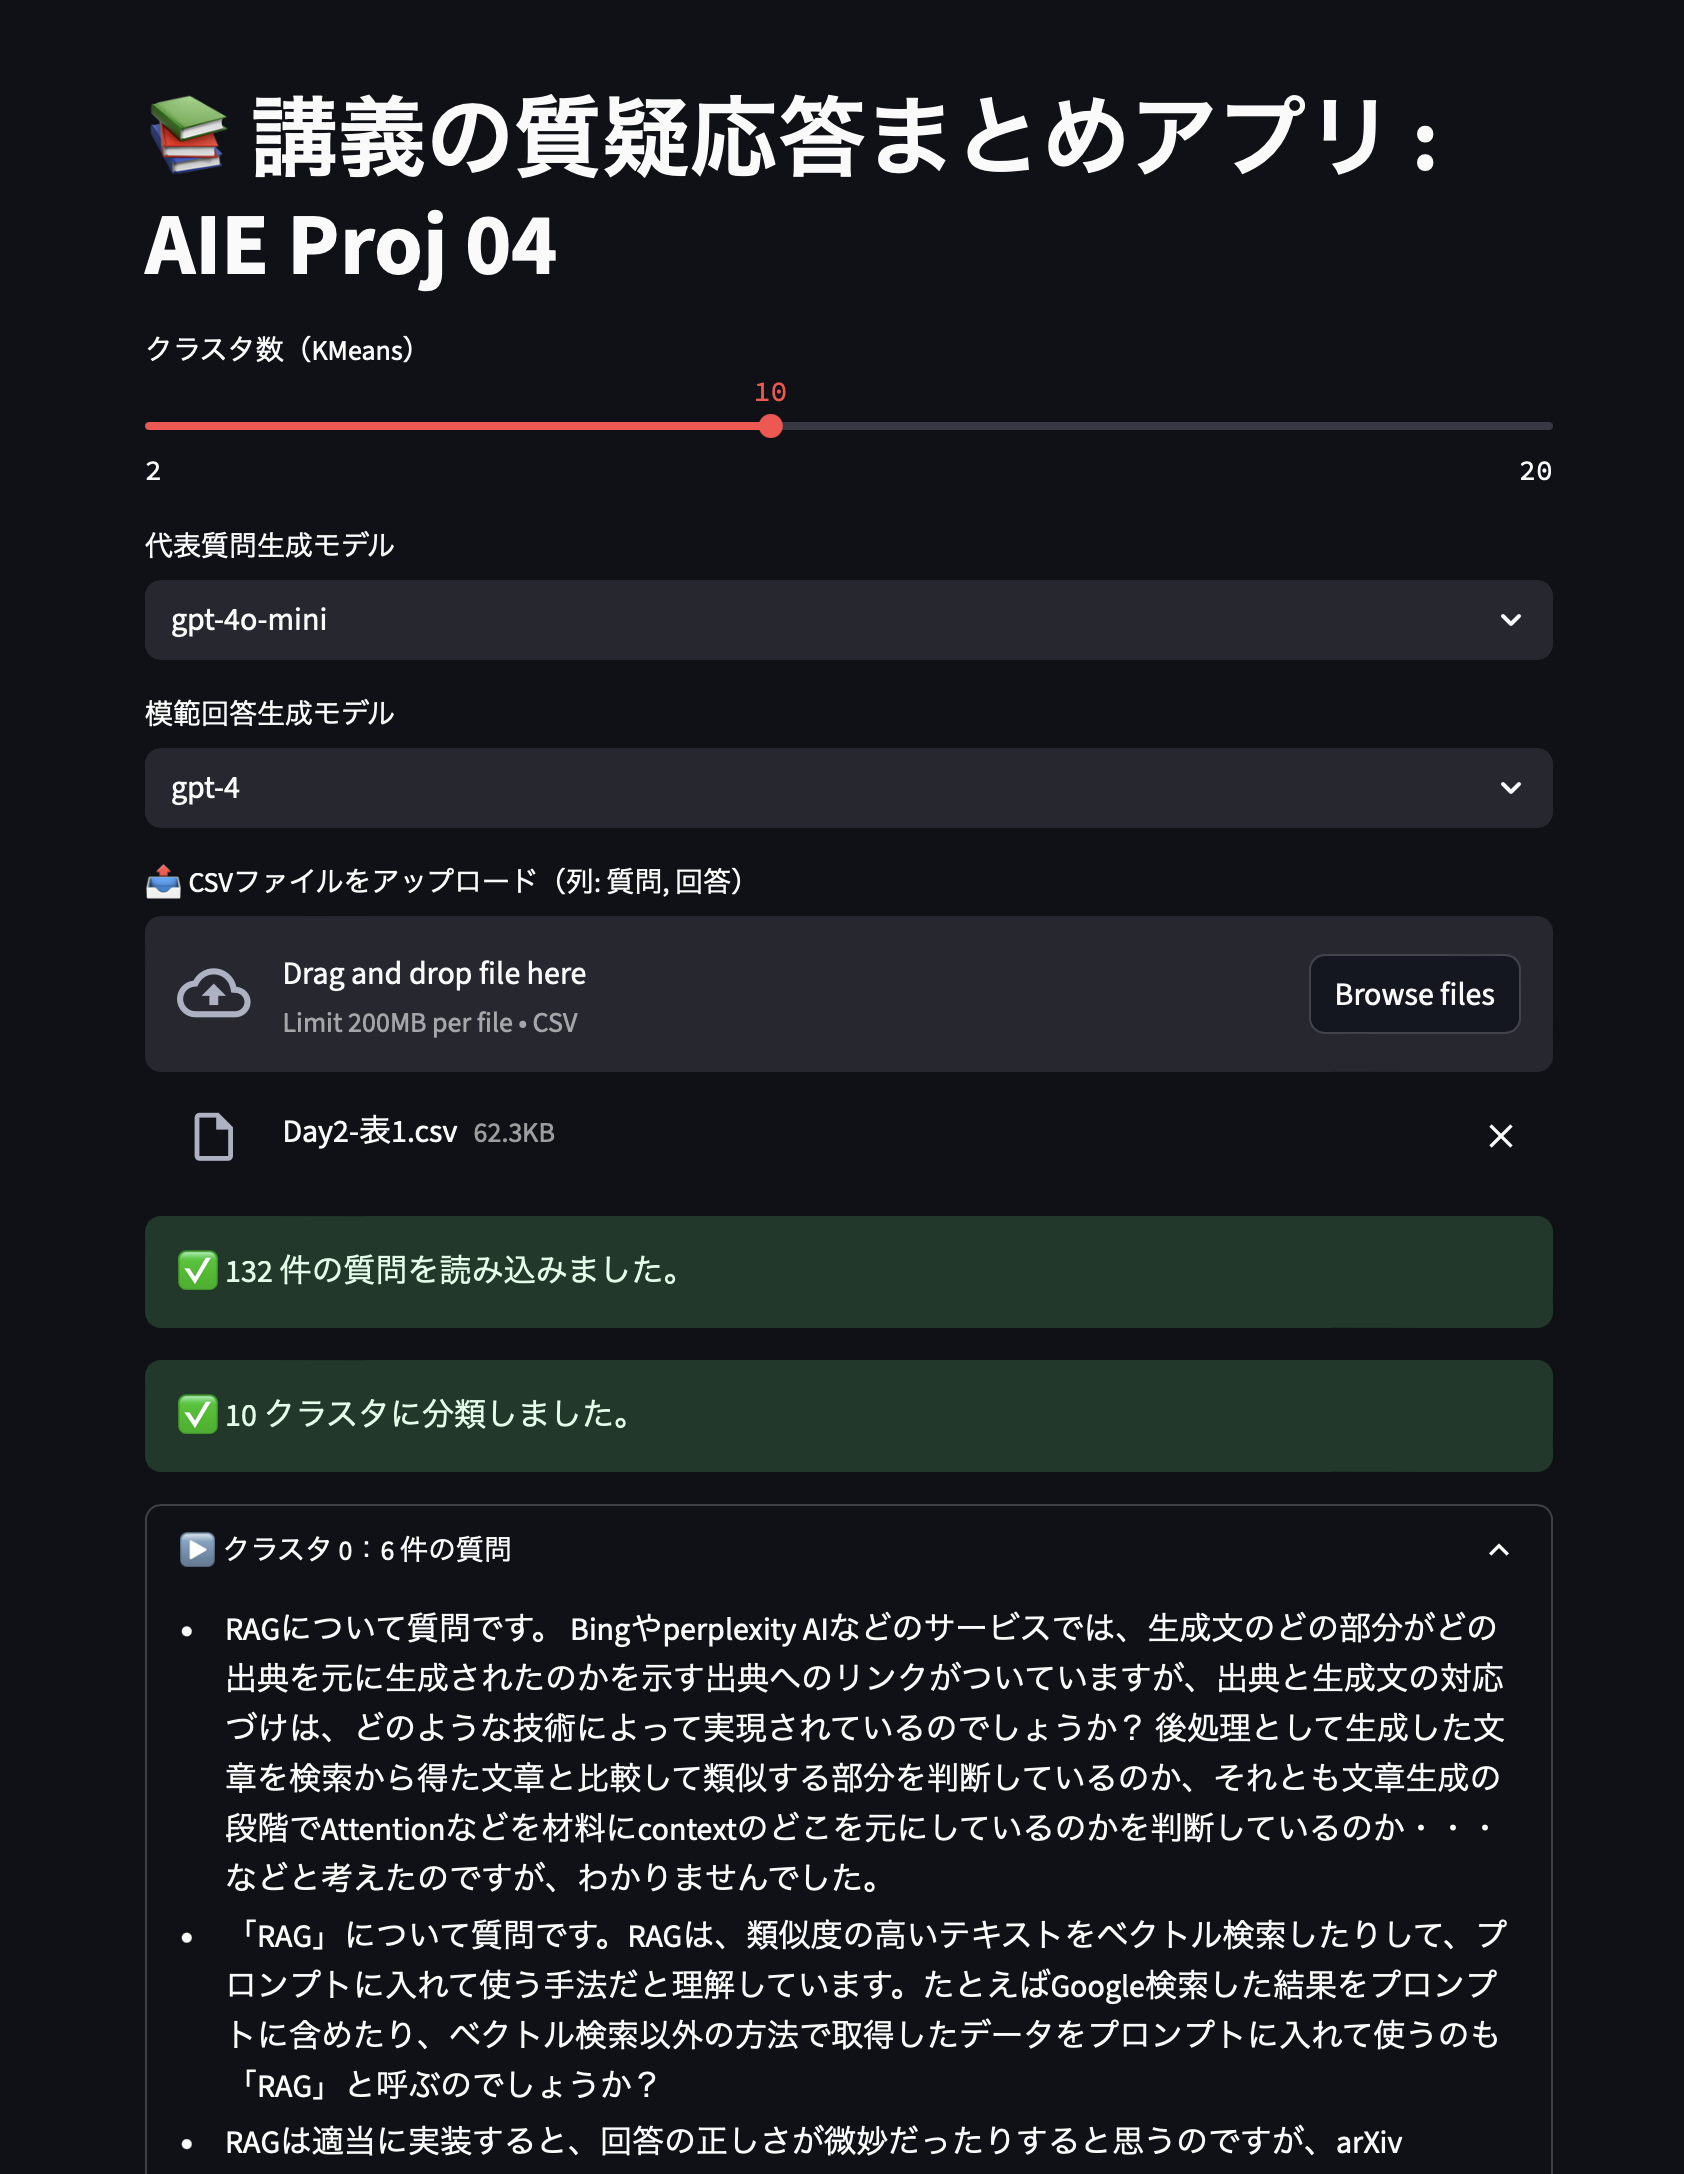 📚 講義の質疑応答まとめアプリ :
AIE Proj 04
クラスタ数（KMeans）
10
2
20
代表質問生成モデル
gpt-4o-mini
模範回答生成モデル
gpt-4
📤 CSVファイルをアップロード（列: 質問, 回答）
Drag and drop file here
Limit 200MB per file • CSV
Browse files
Day2-表1.csv 62.3KB
✅ 132 件の質問を読み込みました。
✅ 10 クラスタに分類しました。
▶️ クラスタ 0：6 件の質問
• RAGについて質問です。 Bingやperplexity AIなどのサービスでは、生成文のどの部分がどの
出典を元に生成されたのかを示す出典へのリンクがついていますが、出典と生成文の対応
づけは、どのような技術によって実現されているのでしょうか？ 後処理として生成した文
章を検索から得た文章と比較して類似する部分を判断しているのか、それとも文章生成の
段階でAttentionなどを材料にcontextのどこを元にしているのかを判断しているのか・・・
などと考えたのですが、わかりませんでした。
• 「RAG」について質問です。RAGは、類似度の高いテキストをベクトル検索したりして、プ
ロンプトに入れて使う手法だと理解しています。たとえばGoogle検索した結果をプロンプ
トに含めたり、ベクトル検索以外の方法で取得したデータをプロンプトに入れて使うのも
「RAG」と呼ぶのでしょうか？
• RAGは適当に実装すると、回答の正しさが微妙だったりすると思うのですが、arXiv